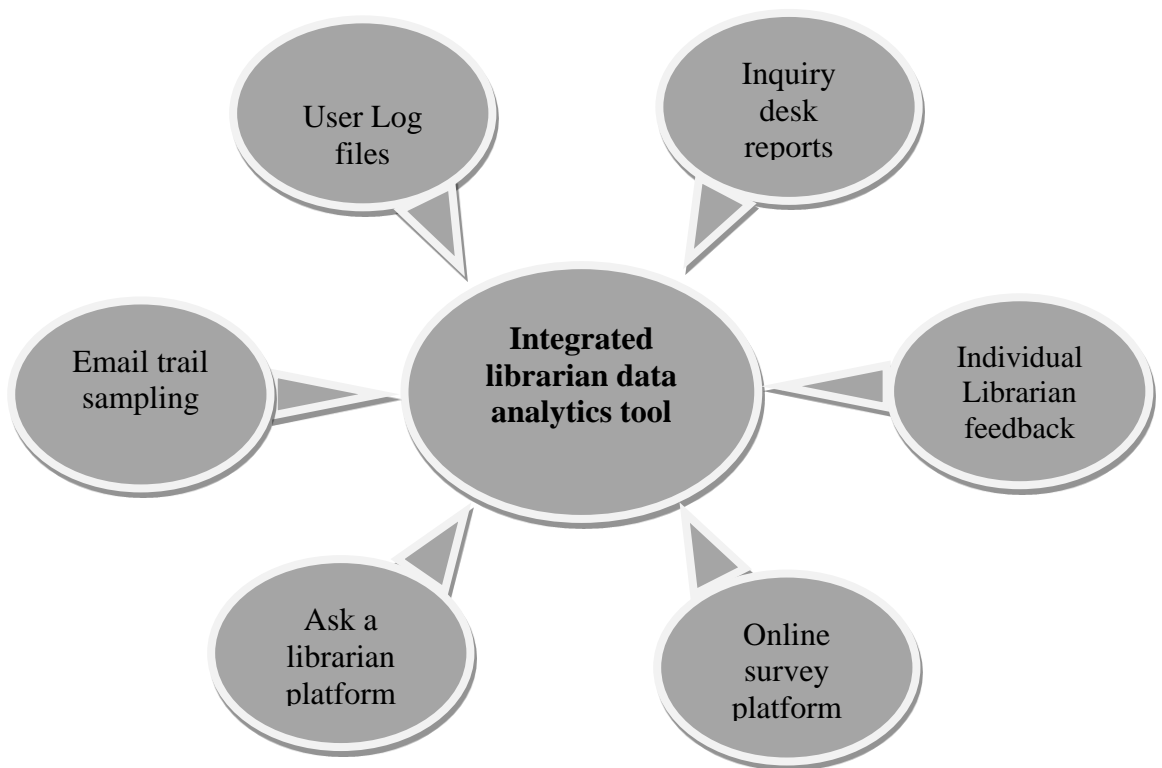 User Log
files
Inquiry
desk
reports
Integrated
librarian data
analytics tool
Email trail
sampling
Individual
Librarian
feedback
Ask a
librarian
platform
Online
survey
platform